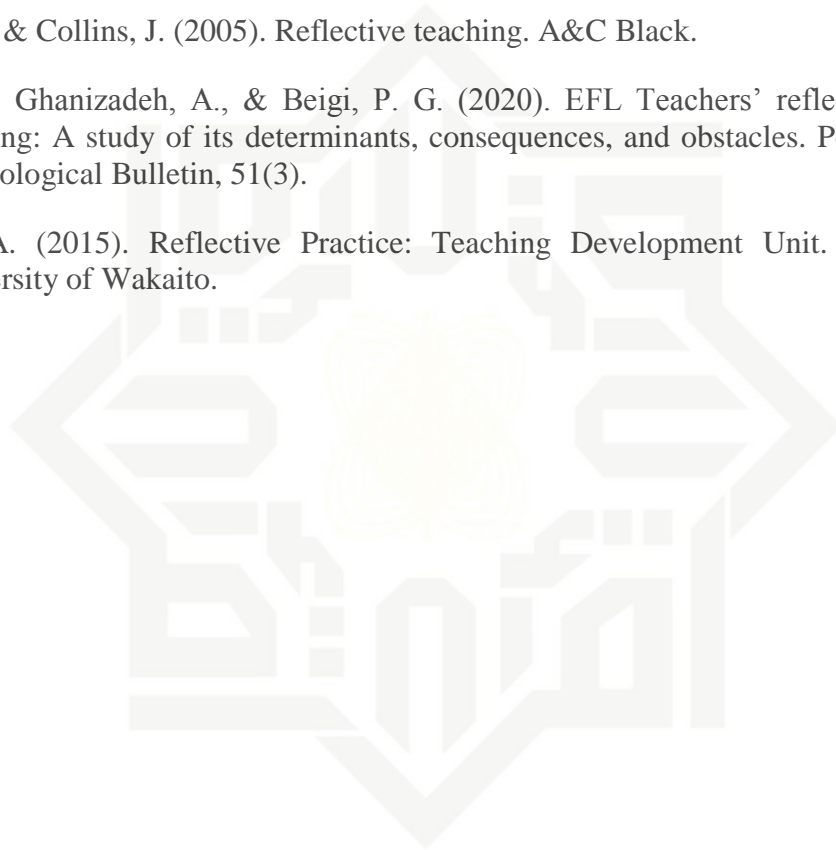 & Collins, J. (2005). Reflective teaching. A&C Black.
Ghanizadeh, A., & Beigi, P. G. (2020). EFL Teachers’ refle
ng: A study of its determinants, consequences, and obstacles. P
ological Bulletin, 51(3).
A. (2015). Reflective Practice: Teaching Development Unit.
ersity of Wakaito.